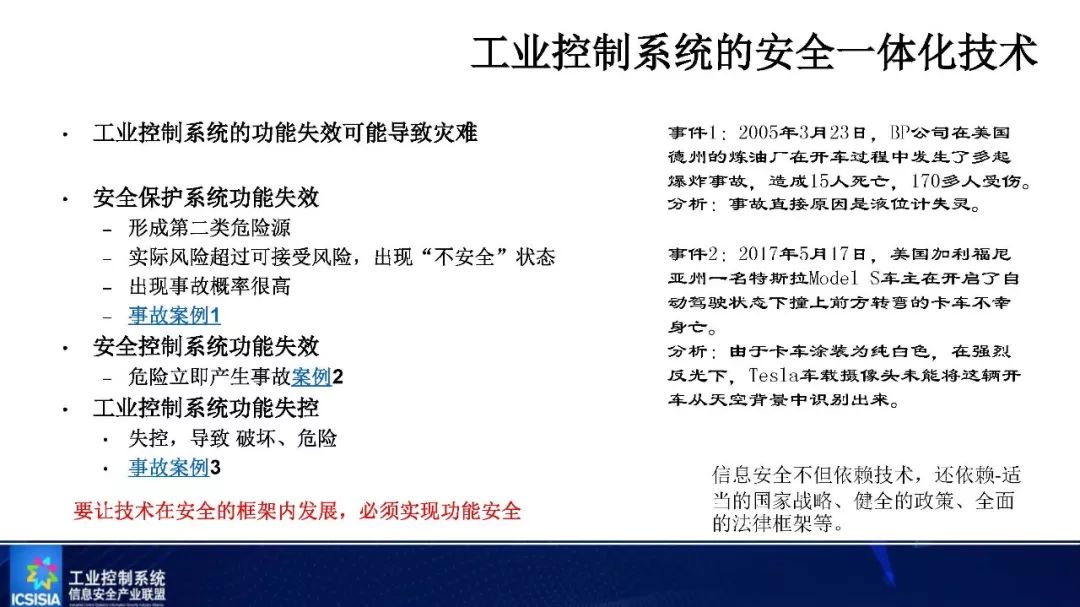 工业控制系统的安全一体化技术
• 工业控制系统的功能失效可能导致灾难
• 安全保护系统功能失效
– 形成第二类危险源
– 实际风险超过可接受风险，出现“不安全”状态
– 出现事故概率很高
– 事故案例1
• 安全控制系统功能失效
– 危险立即产生事故案例2
• 工业控制系统功能失控
• 失控，导致 破坏、危险
• 事故案例3
要让技术在安全的框架内发展，必须实现功能安全
事件1：2005年3月23日，BP公司在美国
德州的炼油厂在开车过程中发生了多起
爆炸事故，造成15人死亡，170多人受伤。
分析：事故直接原因是液位计失灵。
事件2：2017年5月17日，美国加利福尼
亚州一名特斯拉Model S车主在开启了自
动驾驶状态下撞上前方转弯的卡车不幸
身亡。
分析：由于卡车涂装为纯白色，在强烈
反光下，Tesla车载摄像头未能将这辆开
车从天空背景中识别出来。
信息安全不但依赖技术，还依赖-适
当的国家战略、健全的政策、全面
的法律框架等。
ICSISIA
工业控制系统
信息安全产业联盟